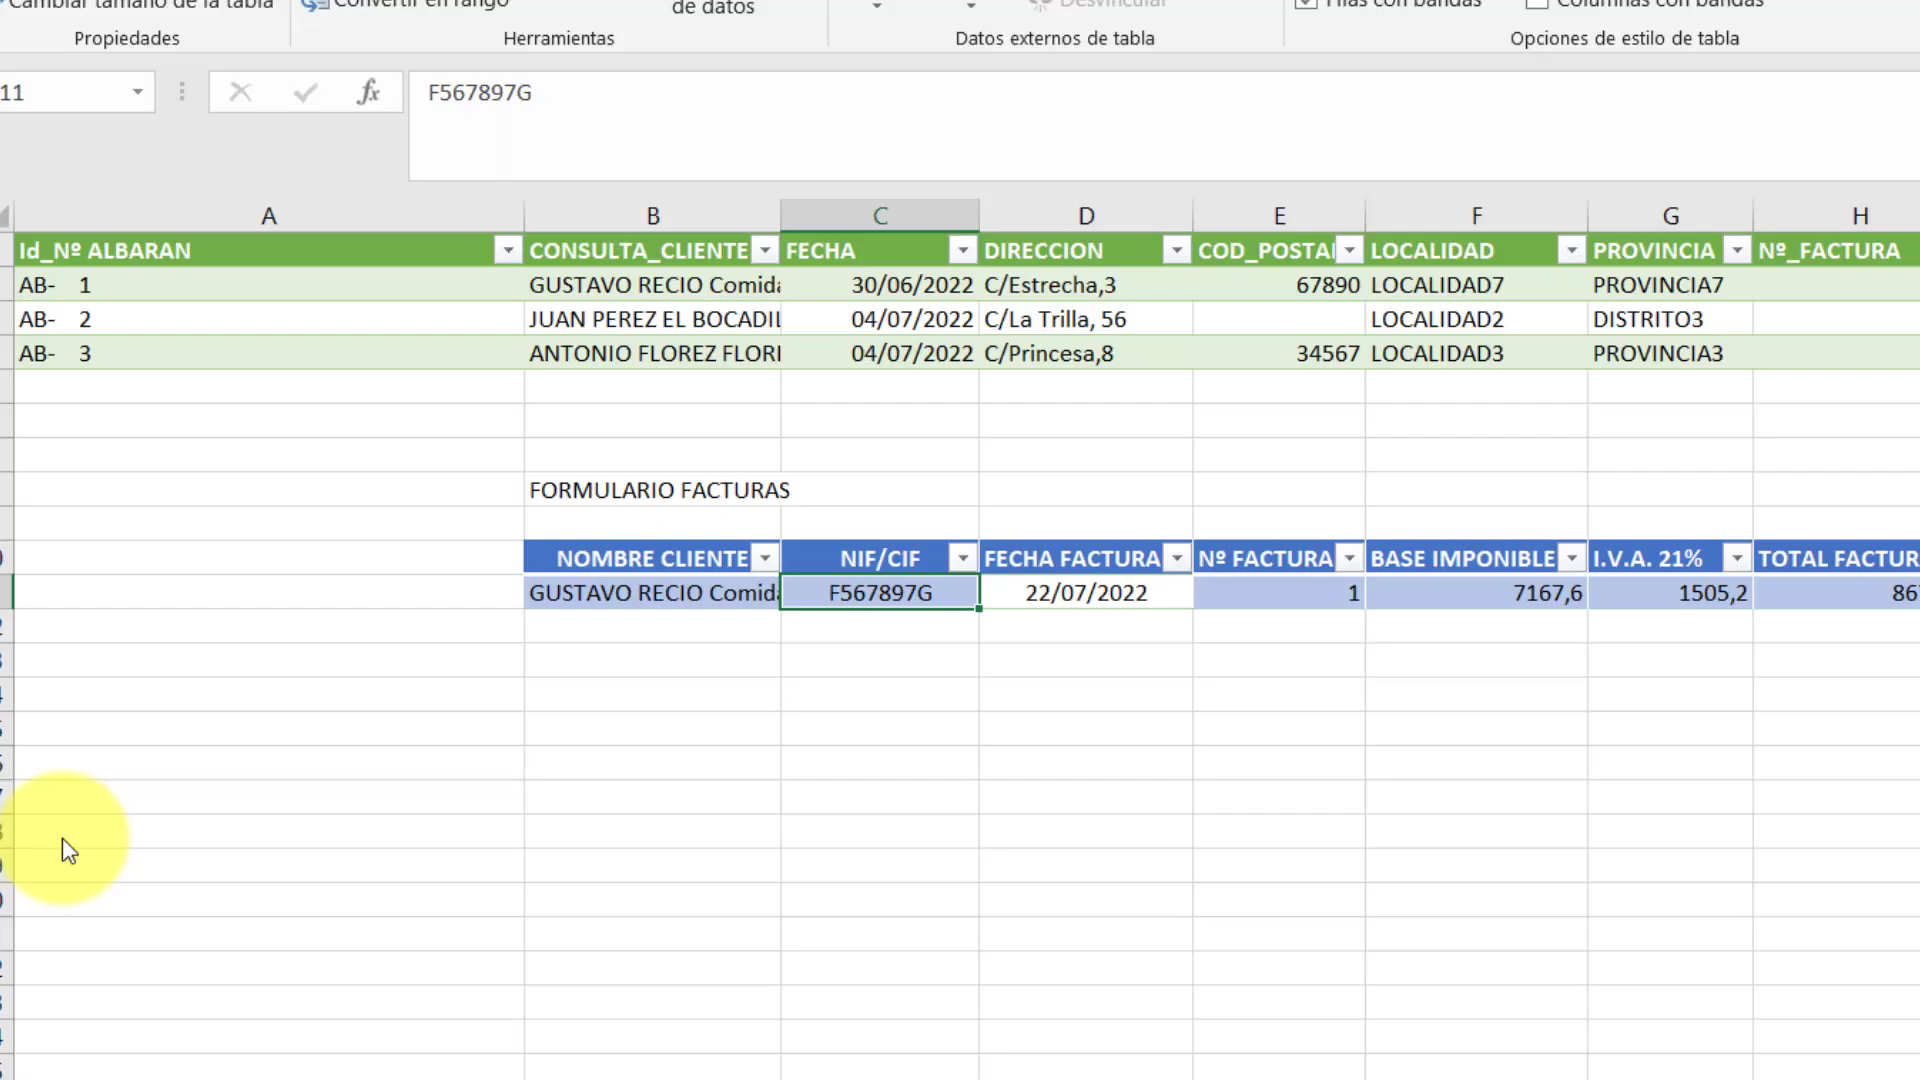 Cambiar tamaño de la tabla Convertir en rango de datos Desvincular Filas con bandas Columnas con bandas
Propiedades Herramientas Datos externos de tabla Opciones de estilo de tabla
11 fx F567897G
A B C D E F G H
Id_Nº ALBARAN CONSULTA_CLIENTE FECHA DIRECCION COD_POSTAL LOCALIDAD PROVINCIA Nº_FACTURA
AB- 1 GUSTAVO RECIO Comida 30/06/2022 C/Estrecha,3 67890 LOCALIDAD7 PROVINCIA7
AB- 2 JUAN PEREZ EL BOCADIL 04/07/2022 C/La Trilla, 56 LOCALIDAD2 DISTRITO3
AB- 3 ANTONIO FLOREZ FLORI 04/07/2022 C/Princesa,8 34567 LOCALIDAD3 PROVINCIA3
FORMULARIO FACTURAS
NOMBRE CLIENTE NIF/CIF FECHA FACTURA Nº FACTURA BASE IMPONIBLE I.V.A. 21% TOTAL FACTUR
GUSTAVO RECIO Comida F567897G 22/07/2022 1 7167,6 1505,2 867